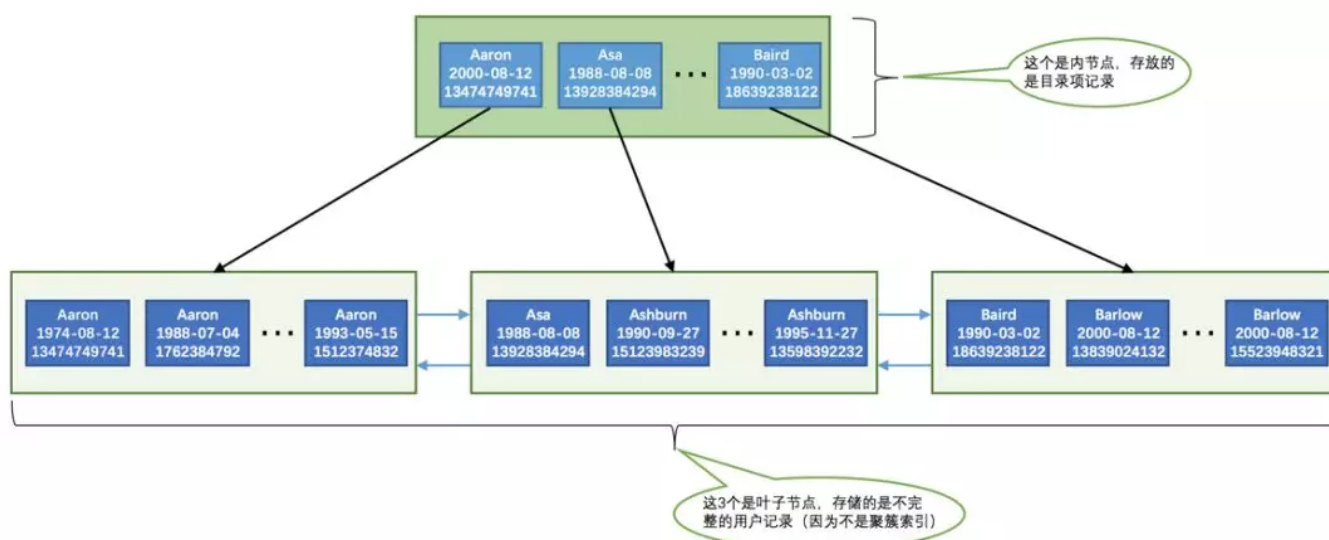 Aaron
2000-08-12
13474749741
Asa
1988-08-08
13928384294
...
Baird
1990-03-02
18639238122
这个是内节点，存放的
是目录项记录
Aaron
1974-08-12
13474749741
Aaron
1988-07-04
1762384792
...
Aaron
1993-05-15
1512374832
Asa
1988-08-08
13928384294
Ashburn
1990-09-27
15123983239
...
Ashburn
1995-11-27
13598392232
Baird
1990-03-02
18639238122
Barlow
2000-08-12
13839024132
...
Barlow
2000-08-12
15523948321
这3个是叶子节点，存储的是不完
整的用户记录（因为不是聚簇索引）